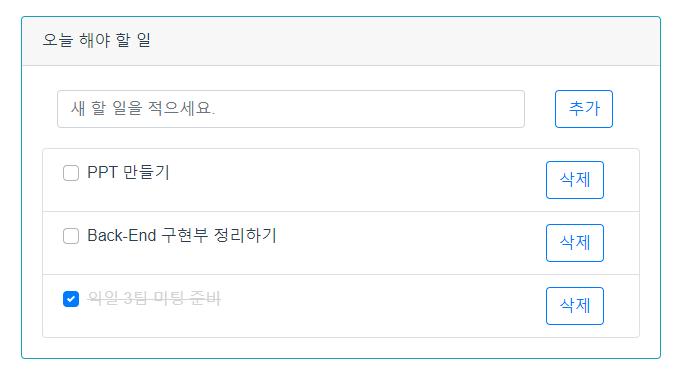 오늘 해야 할 일
새 할 일을 적으세요. 추가
PPT 만들기 삭제
Back-End 구현부 정리하기 삭제
익일 3팀 미팅 준비 삭제